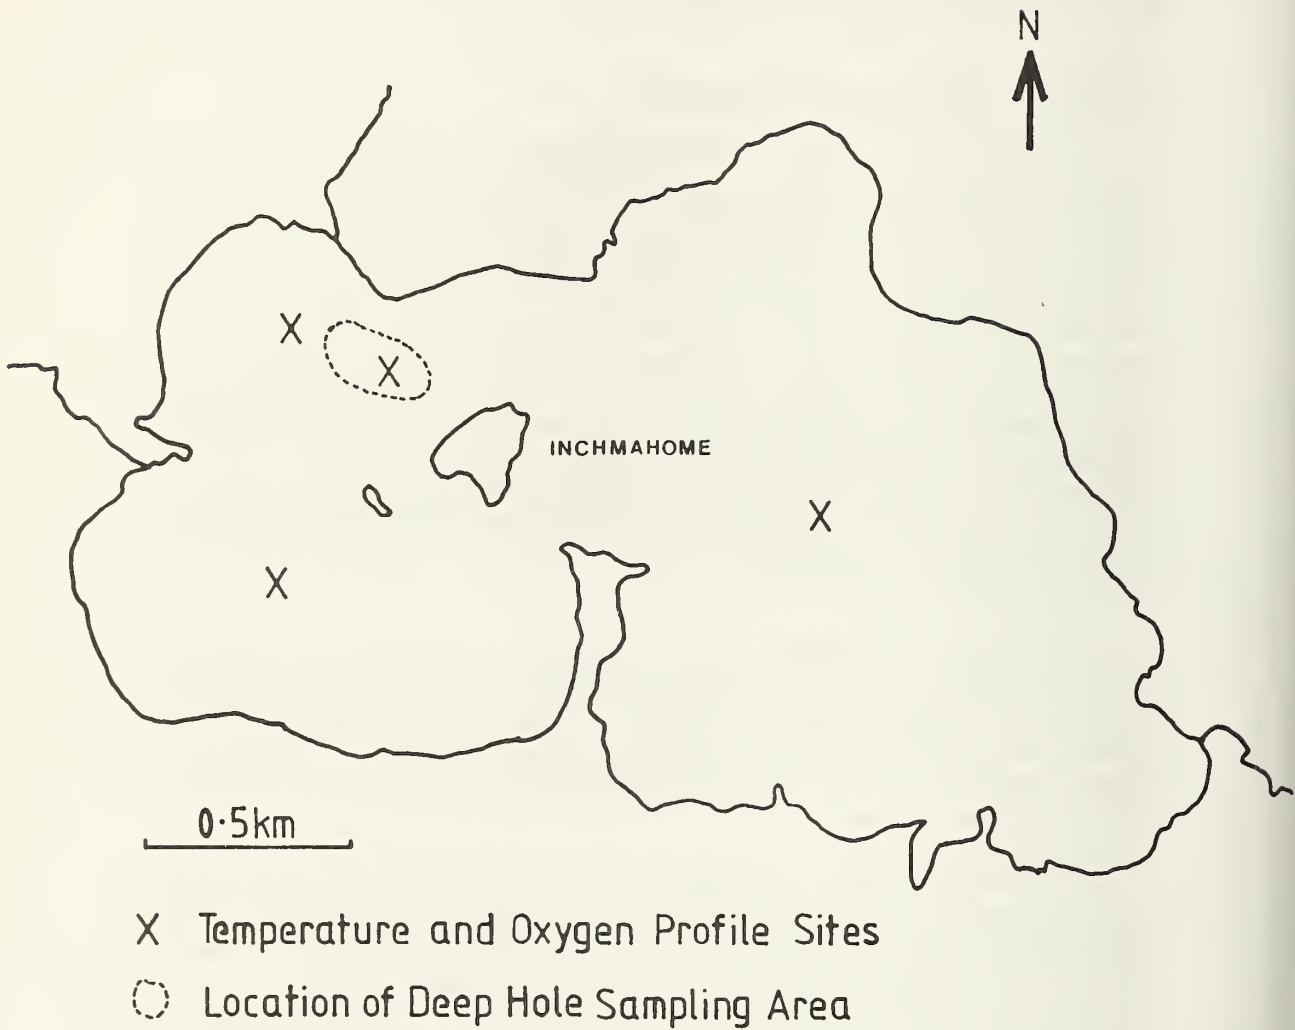 N
INCHMAHOME
0·5km
X Temperature and Oxygen Profile Sites
Location of Deep Hole Sampling Area